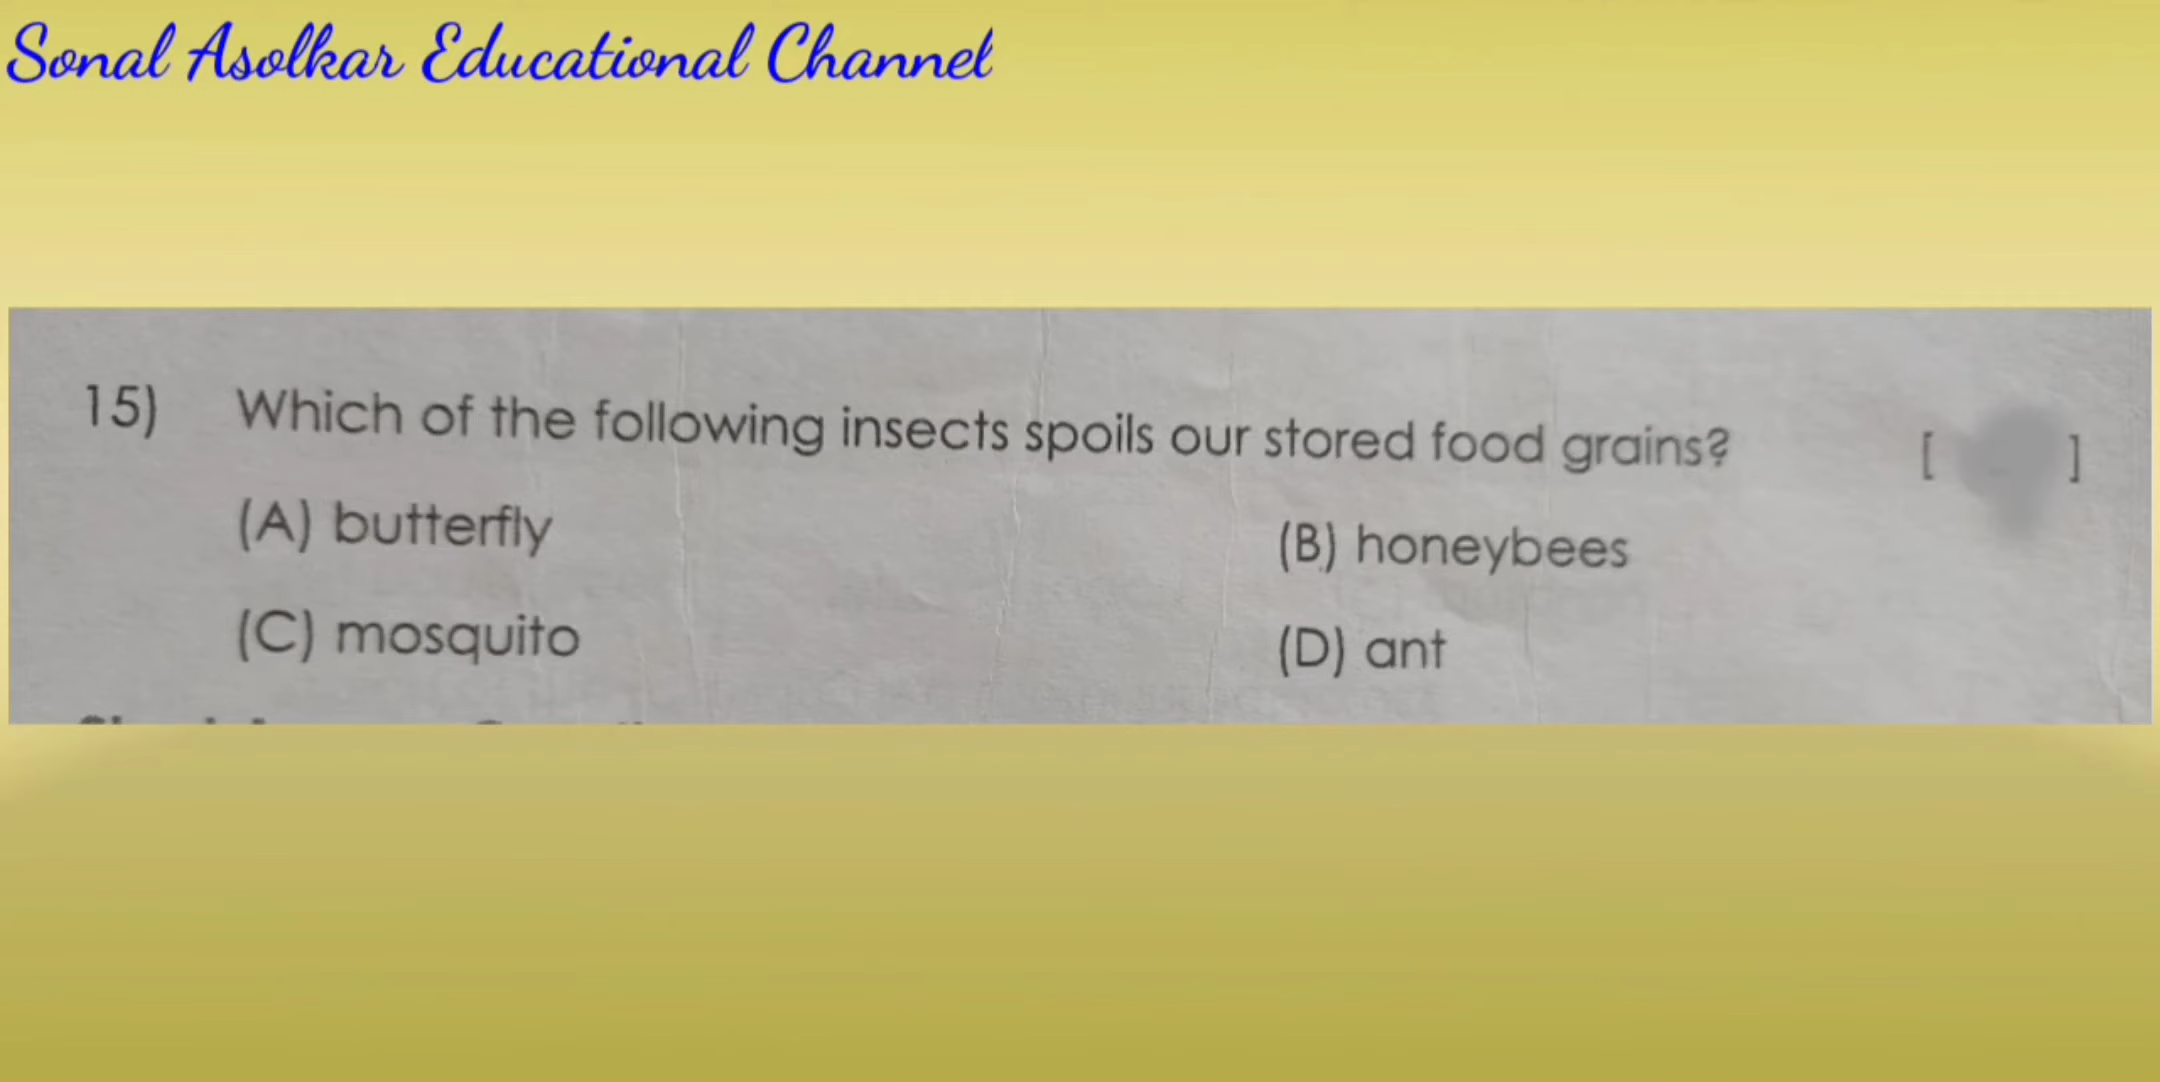 Sonal Asolkar Educational Channel
15) Which of the following insects spoils our stored food grains? [ ]
(A) butterfly (B) honeybees
(C) mosquito (D) ant